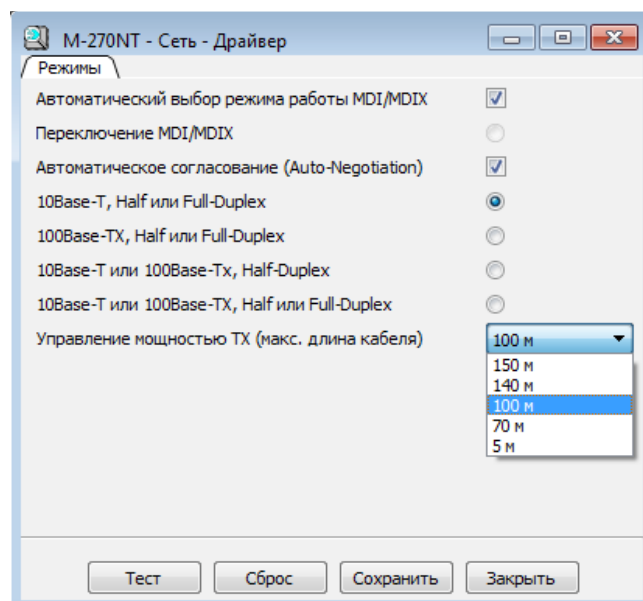 M-270NT - Сеть - Драйвер
Режимы
Автоматический выбор режима работы MDI/MDIX
Переключение MDI/MDIX
Автоматическое согласование (Auto-Negotiation)
10Base-T, Half или Full-Duplex
100Base-TX, Half или Full-Duplex
10Base-T или 100Base-Tx, Half-Duplex
10Base-T или 100Base-TX, Half или Full-Duplex
Управление мощностью TX (макс. длина кабеля) 100 м
150 м
140 м
100 м
70 м
5 м
Тест Сброс Сохранить Закрыть